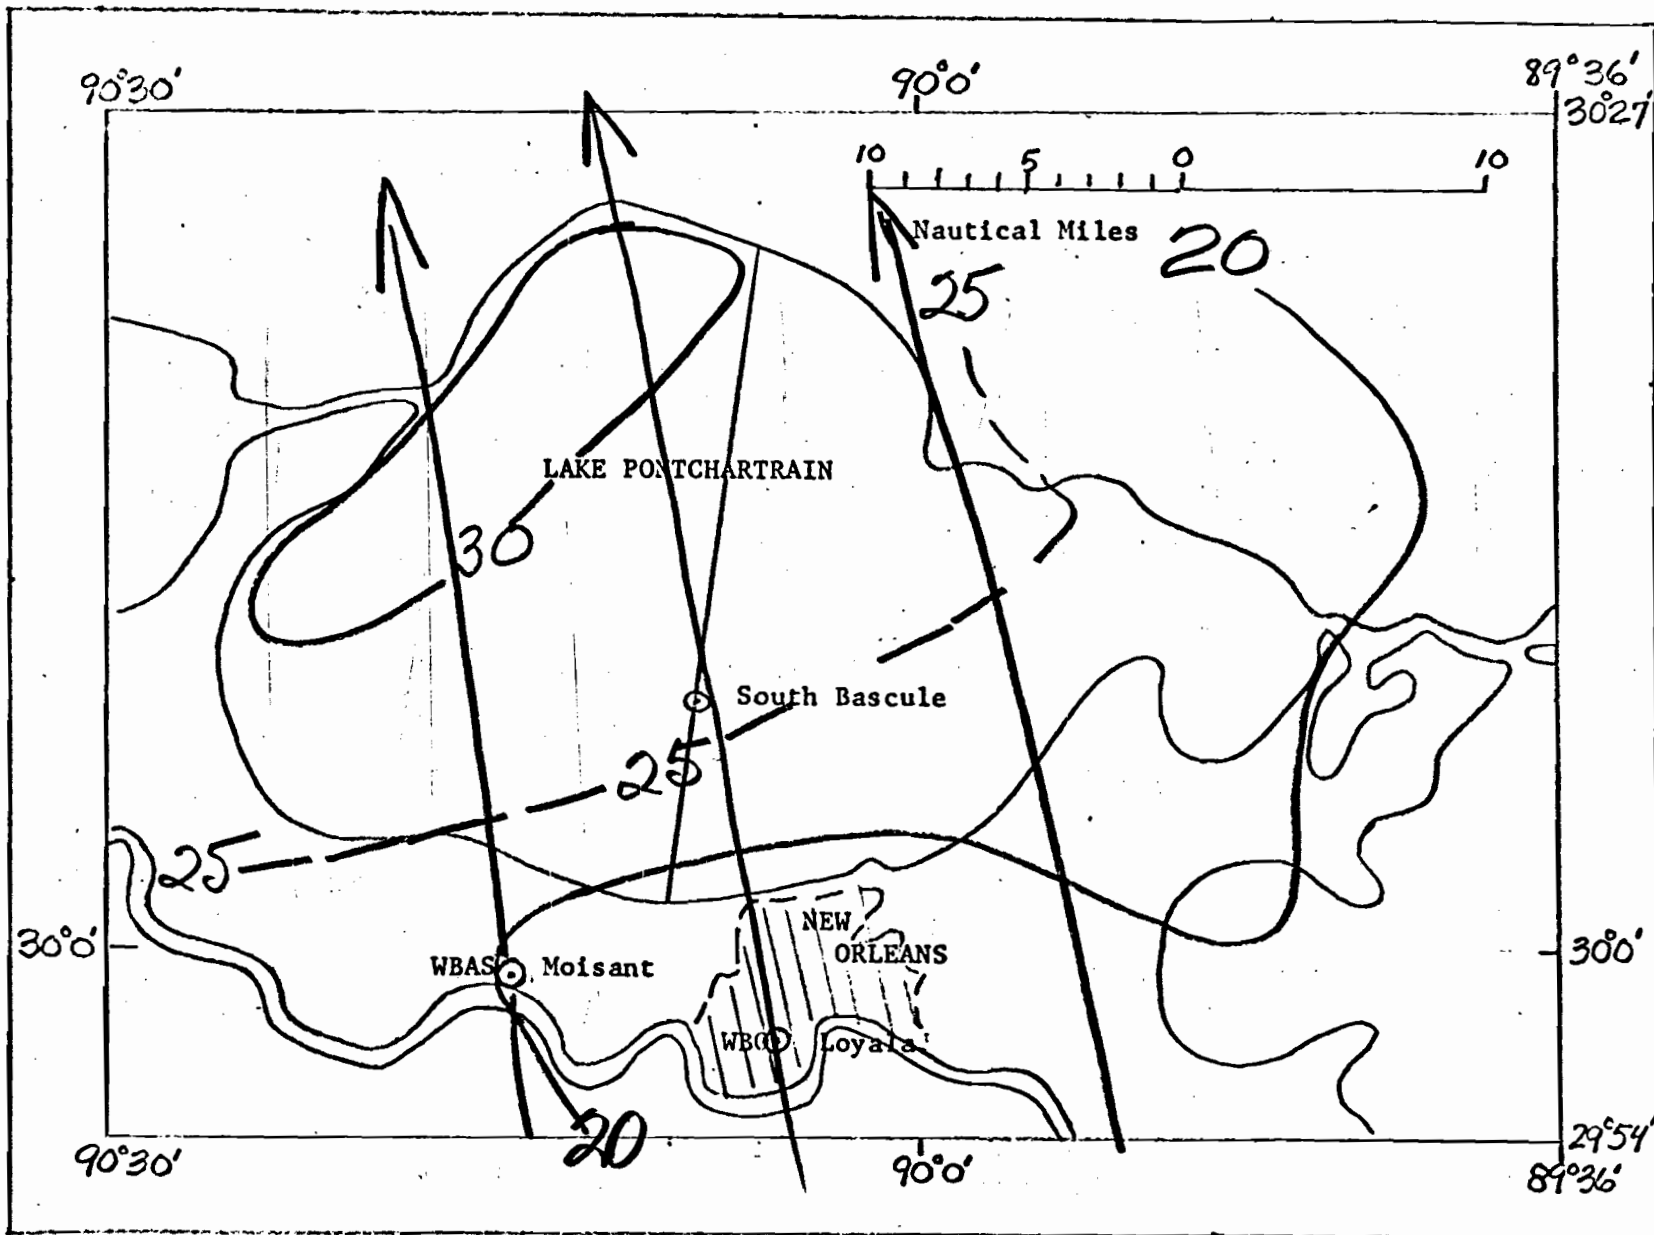 90°30' 90°0' 89°36'
30°27'
10 5 0 10
Nautical Miles 20
25
LAKE PONTCHARTRAIN
30
South Bascule
25
25
NEW
30°0' ORLEANS 30°0'
WBAS Moisant
WBO Loyala
20 29°54'
90°30' 90°0' 89°36'